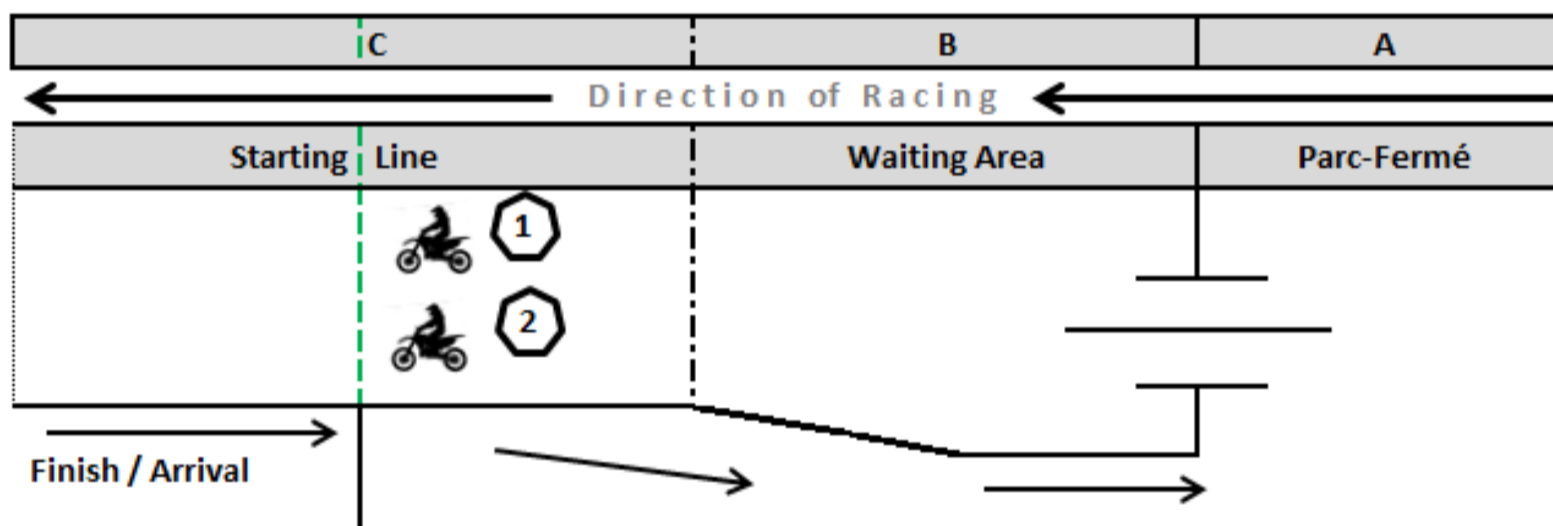 C B A
Direction of Racing
Starting Line Waiting Area Parc-Fermé
1
2
Finish / Arrival